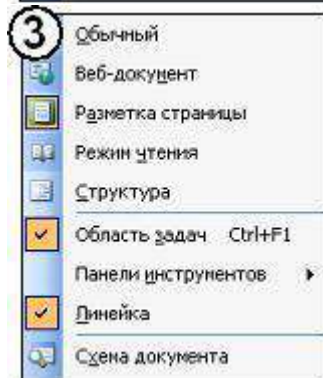 3
Обычный
Веб-документ
Разметка страницы
Режим чтения
Структура
Область задач Ctrl+F1
Панели инструментов
Линейка
Схема документа